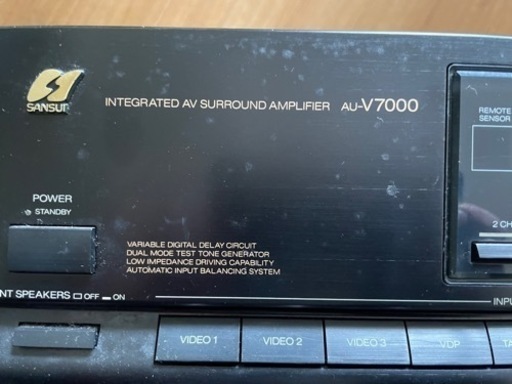 SANSUI
INTEGRATED AV SURROUND AMPLIFIER AU-V7000
REMOTE
SENSOR
POWER
STANDBY
2 CH
VARIABLE DIGITAL DELAY CIRCUIT
DUAL MODE TEST TONE GENERATOR
LOW IMPEDANCE DRIVING CAPABILITY
AUTOMATIC INPUT BALANCING SYSTEM
NT SPEAKERS OFF ON
INPU
VIDEO 1 VIDEO 2 VIDEO 3 VDP TA